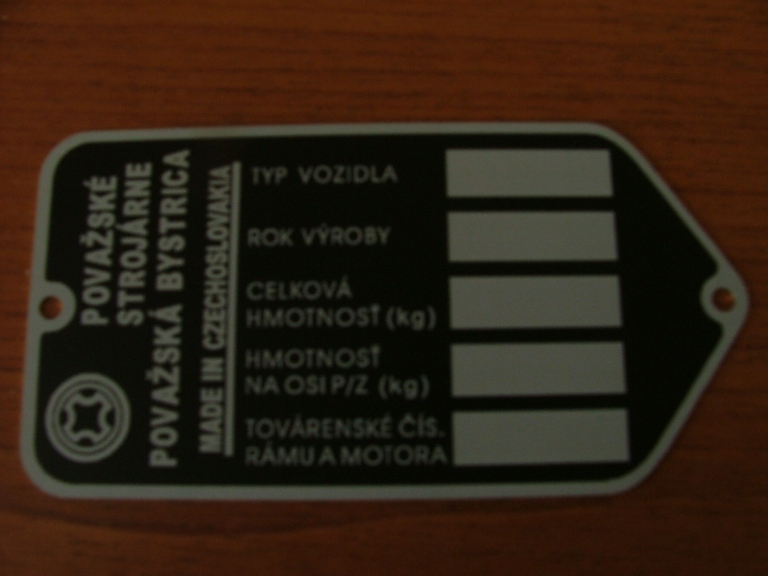 POVAŽSKÉ
STROJÁRNE
POVAŽSKÁ BYSTRICA
MADE IN CZECHOSLOVAKIA
TYP VOZIDLA
ROK VÝROBY
CELKOVÁ
HMOTNOSŤ (kg)
HMOTNOSŤ
NA OSI P/Z (kg)
TOVÁRENSKÉ ČÍS.
RÁMU A MOTORA